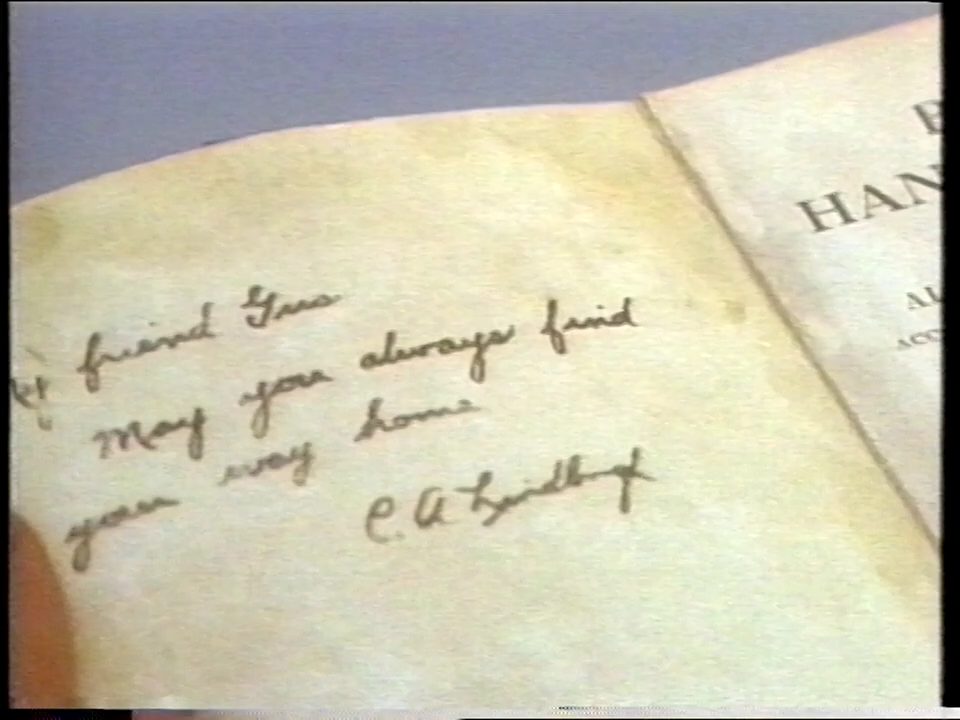 friend Gus
May you always find
your way home
C. A. Lindbergh
HAN